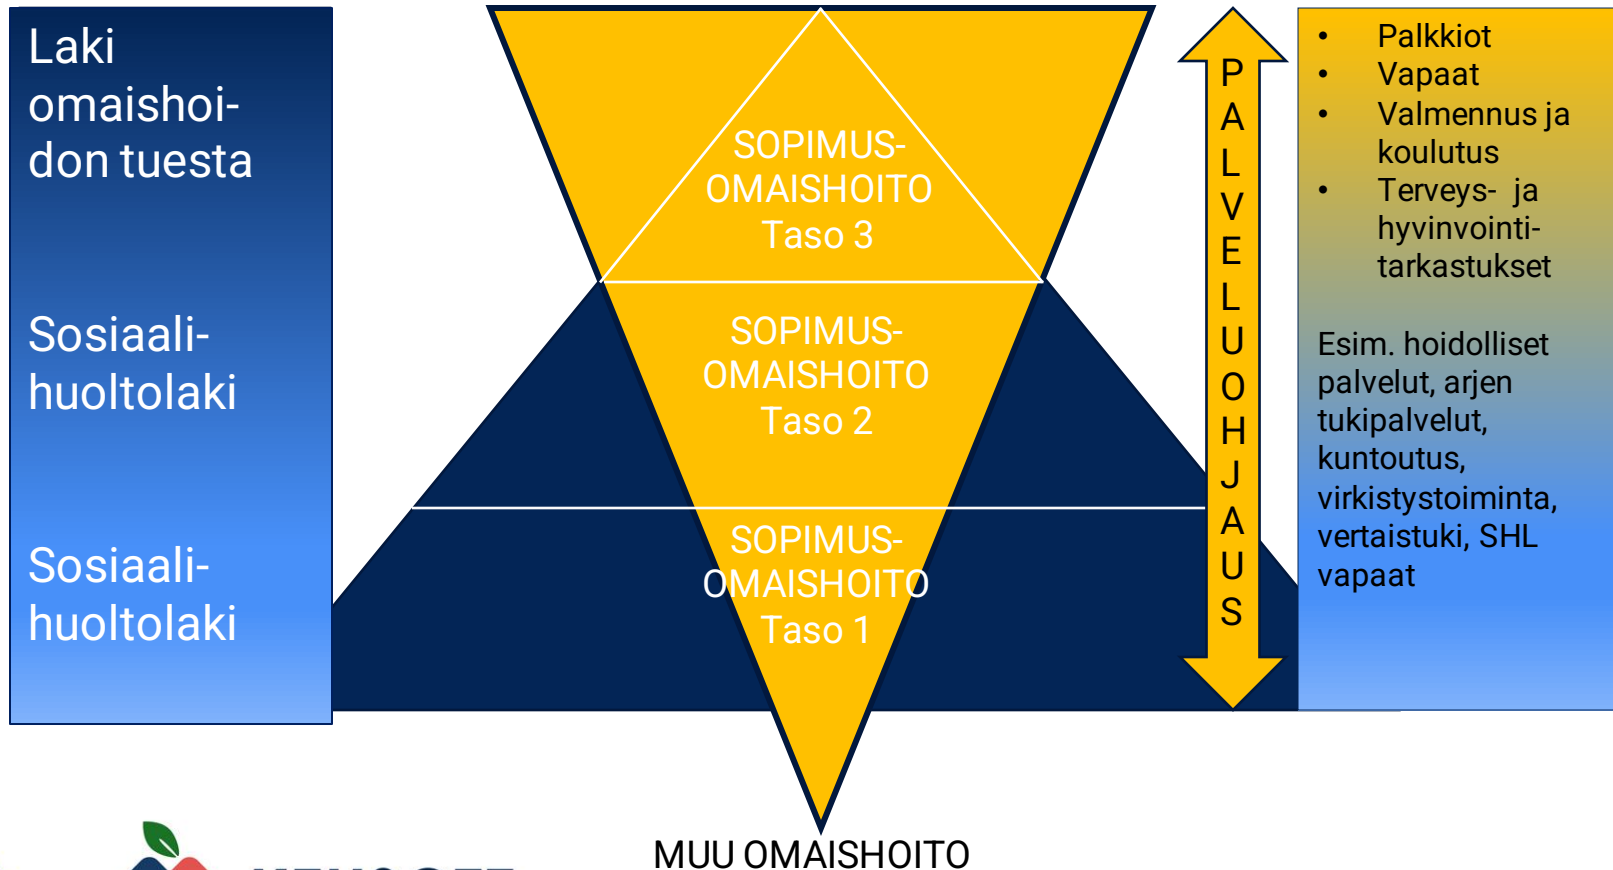 Laki
omaishoi-
don tuesta
Sosiaali-
huoltolaki
Sosiaali-
huoltolaki
SOPIMUS-
OMAISHOITO
Taso 3
SOPIMUS-
OMAISHOITO
Taso 2
SOPIMUS-
OMAISHOITO
Taso 1
MUU OMAISHOITO
PALVELUOHJAUS
• Palkkiot
• Vapaat
• Valmennus ja
koulutus
• Terveys- ja
hyvinvointi-
tarkastukset
Esim. hoidolliset
palvelut, arjen
tukipalvelut,
kuntoutus,
virkistystoiminta,
vertaistuki, SHL
vapaat